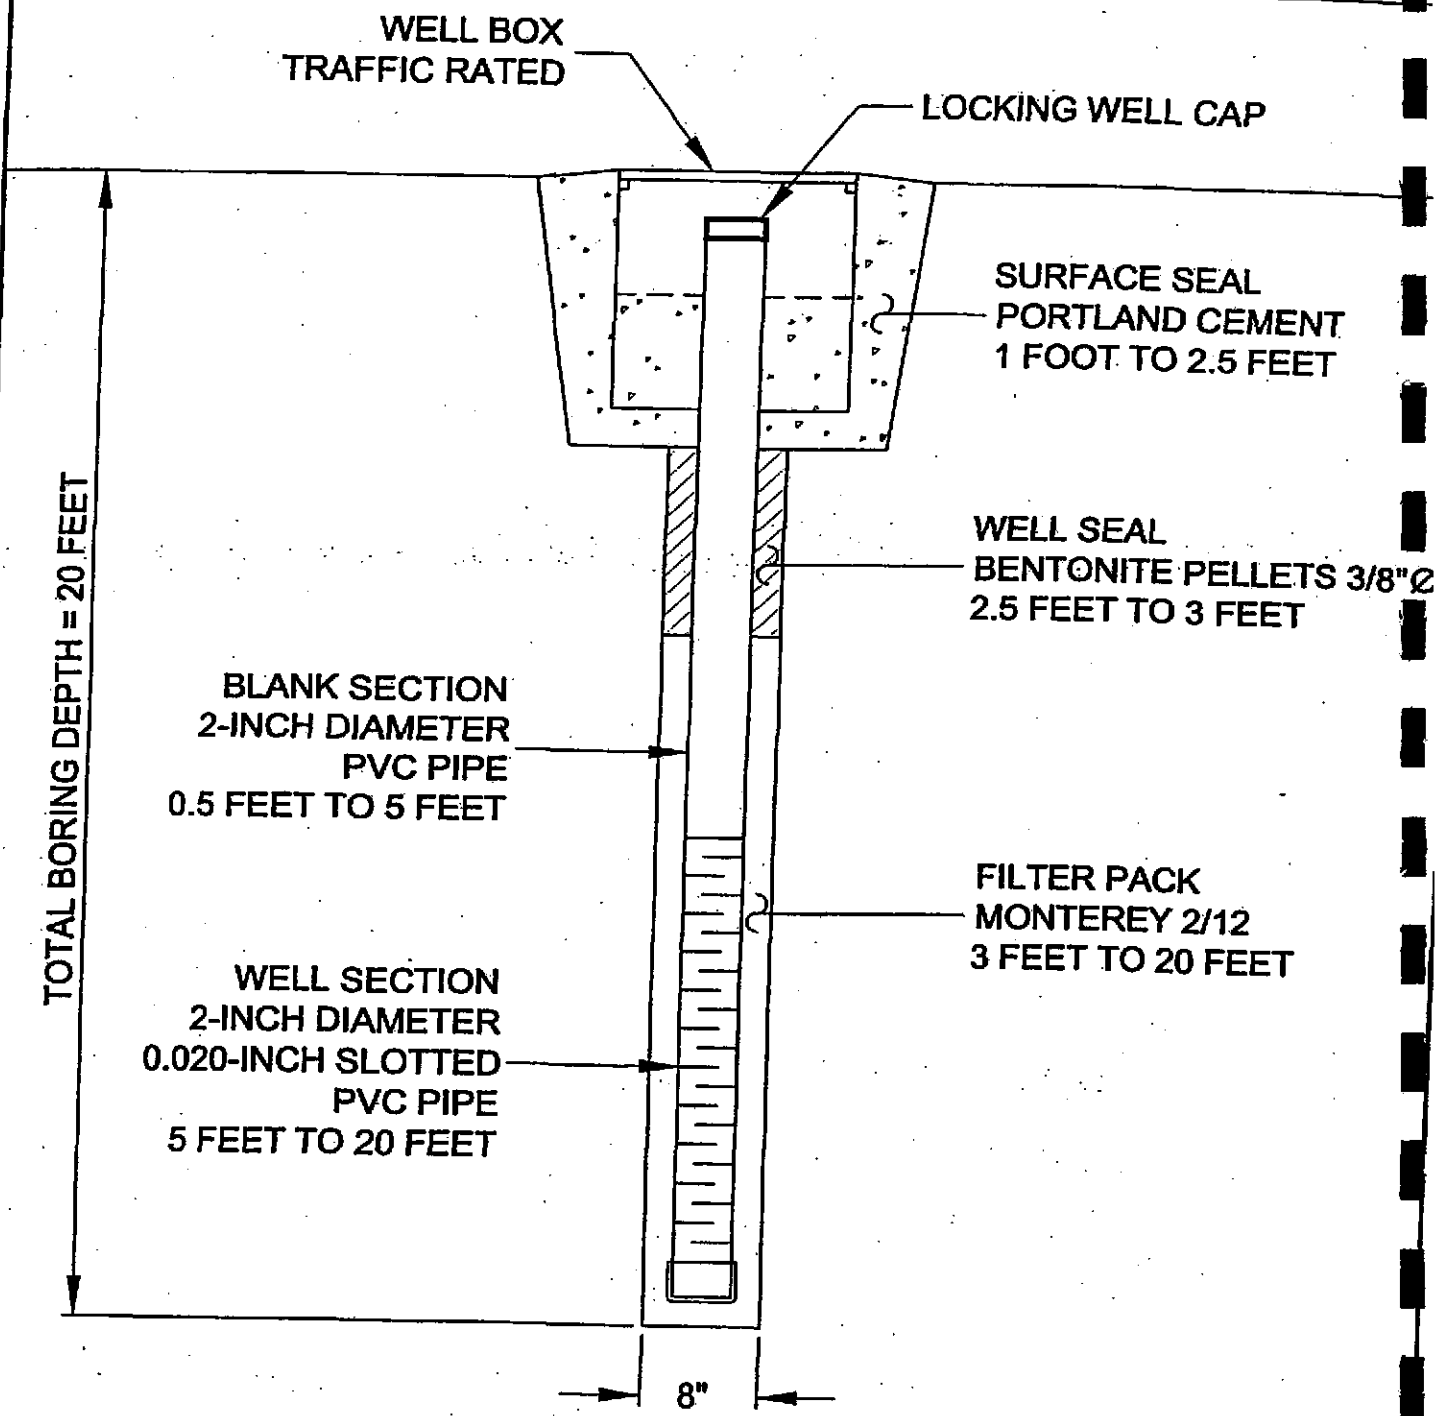 WELL BOX
TRAFFIC RATED
LOCKING WELL CAP
SURFACE SEAL
PORTLAND CEMENT
1 FOOT TO 2.5 FEET
WELL SEAL
BENTONITE PELLETS 3/8"Ø
2.5 FEET TO 3 FEET
TOTAL BORING DEPTH = 20 FEET
BLANK SECTION
2-INCH DIAMETER
PVC PIPE
0.5 FEET TO 5 FEET
FILTER PACK
MONTEREY 2/12
3 FEET TO 20 FEET
WELL SECTION
2-INCH DIAMETER
0.020-INCH SLOTTED
PVC PIPE
5 FEET TO 20 FEET
8"